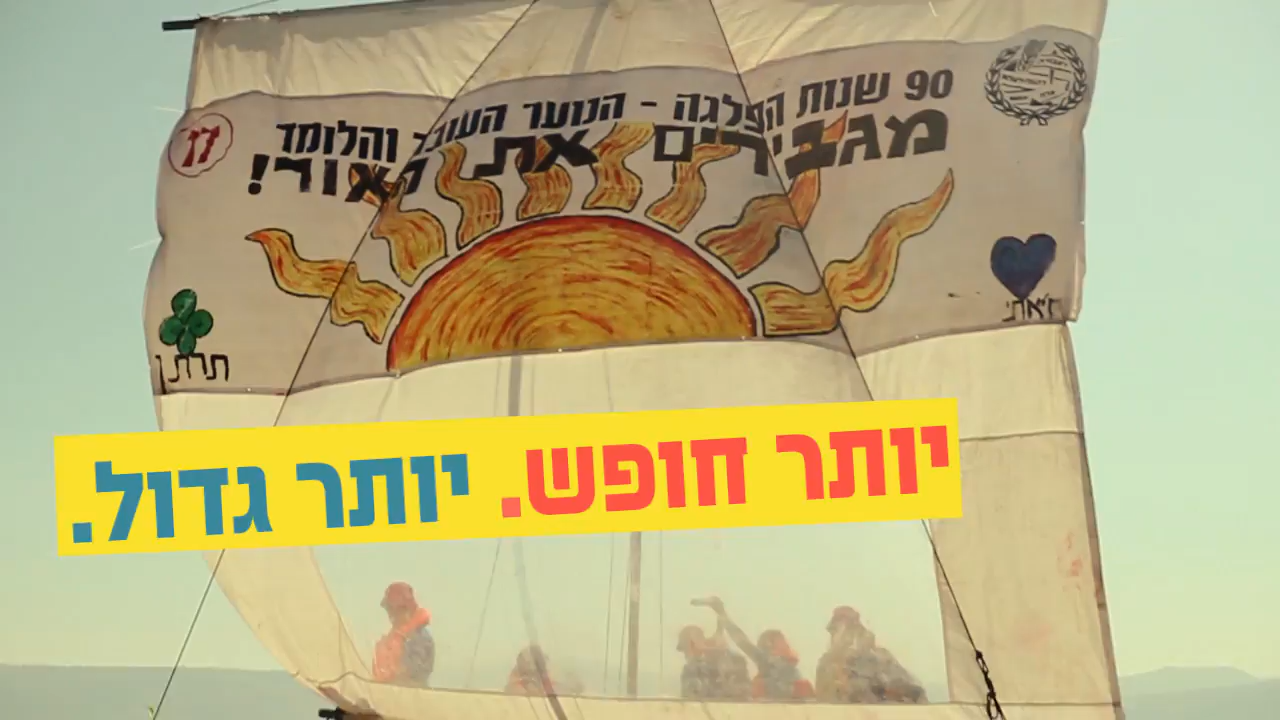 90 שנות הפלגה - הנוער העובד והלומד
מגבירים את האור!
תרתן
יותר חופש. יותר גדול.